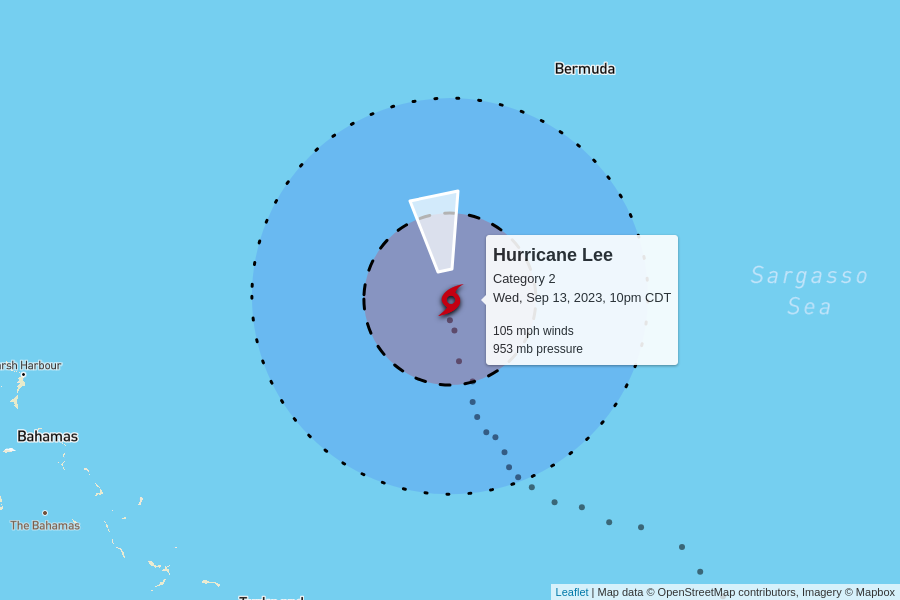 Bermuda
Hurricane Lee
Category 2
Wed, Sep 13, 2023, 10pm CDT
105 mph winds
953 mb pressure
Sargasso
Sea
rsh Harbour
Bahamas
The Bahamas
Leaflet | Map data © OpenStreetMap contributors, Imagery © Mapbox